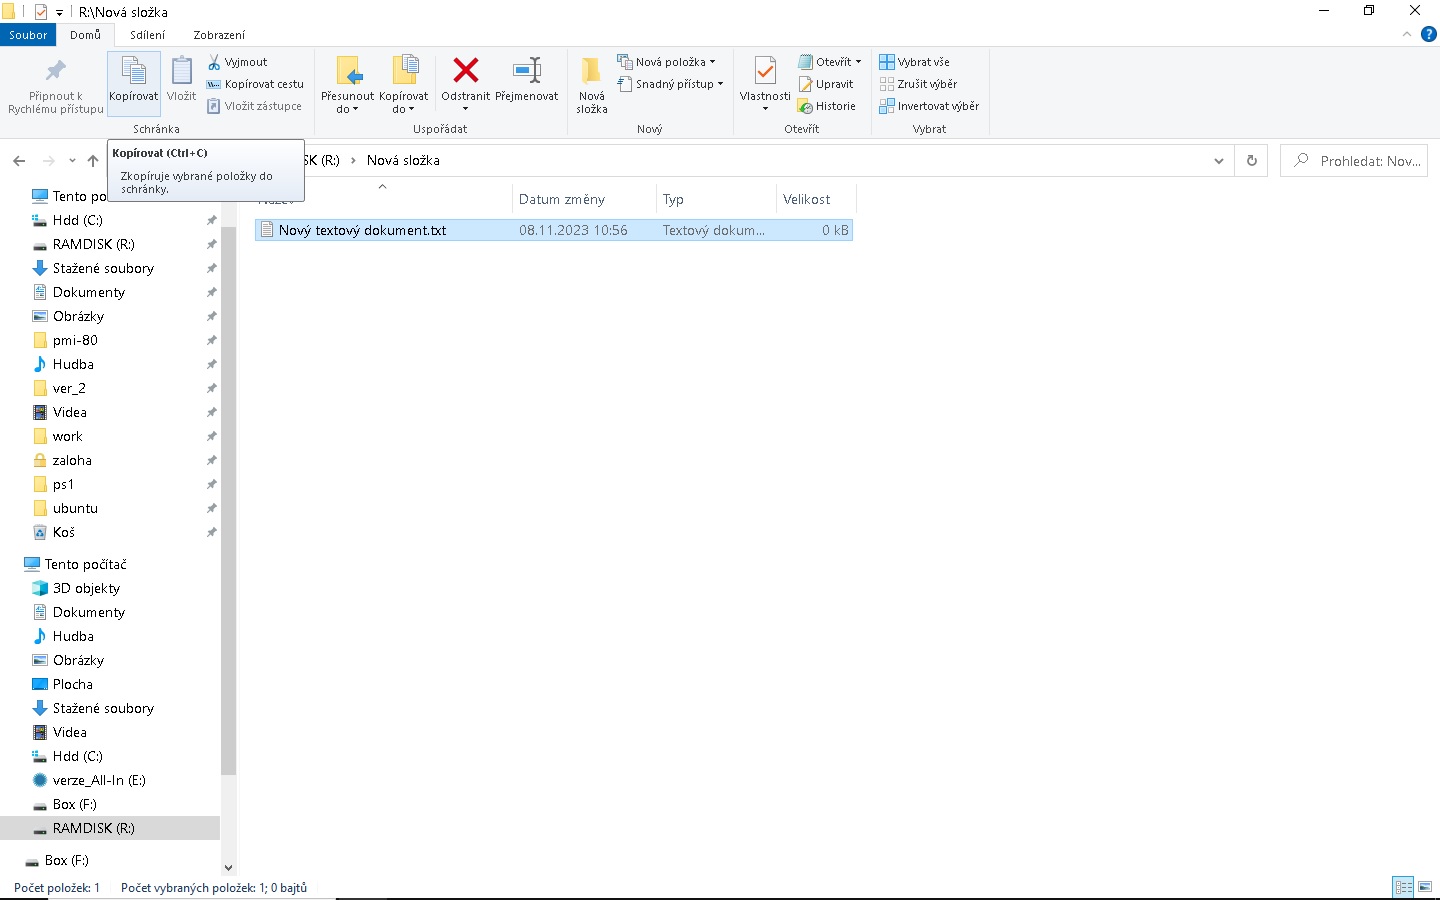 R:\Nová složka
Soubor Domů Sdílení Zobrazení
Připnout k
Rychlému přístupu
Kopírovat
Vložit
Vyjmout
Kopírovat cestu
Vložit zástupce
Schránka
Přesunout
do
Kopírovat
do
Odstranit
Přejmenovat
Uspořádat
Nová
složka
Nová položka
Snadný přístup
Nový
Vlastnosti
Otevřít
Upravit
Historie
Otevřít
Vybrat vše
Zrušit výběr
Invertovat výběr
Vybrat
Kopírovat (Ctrl+C)
Zkopíruje vybrané položky do
schránky.
SK (R:) › Nová složka
Prohledat: Nov...
Datum změny Typ Velikost
Nový textový dokument.txt 08.11.2023 10:56 Textový dokum... 0 kB
Tento po
Hdd (C:)
RAMDISK (R:)
Stažené soubory
Dokumenty
Obrázky
pmi-80
Hudba
ver_2
Videa
work
zaloha
ps1
ubuntu
Koš
Tento počítač
3D objekty
Dokumenty
Hudba
Obrázky
Plocha
Stažené soubory
Videa
Hdd (C:)
verze_All-In (E:)
Box (F:)
RAMDISK (R:)
Box (F:)
Počet položek: 1 Počet vybraných položek: 1; 0 bajtů